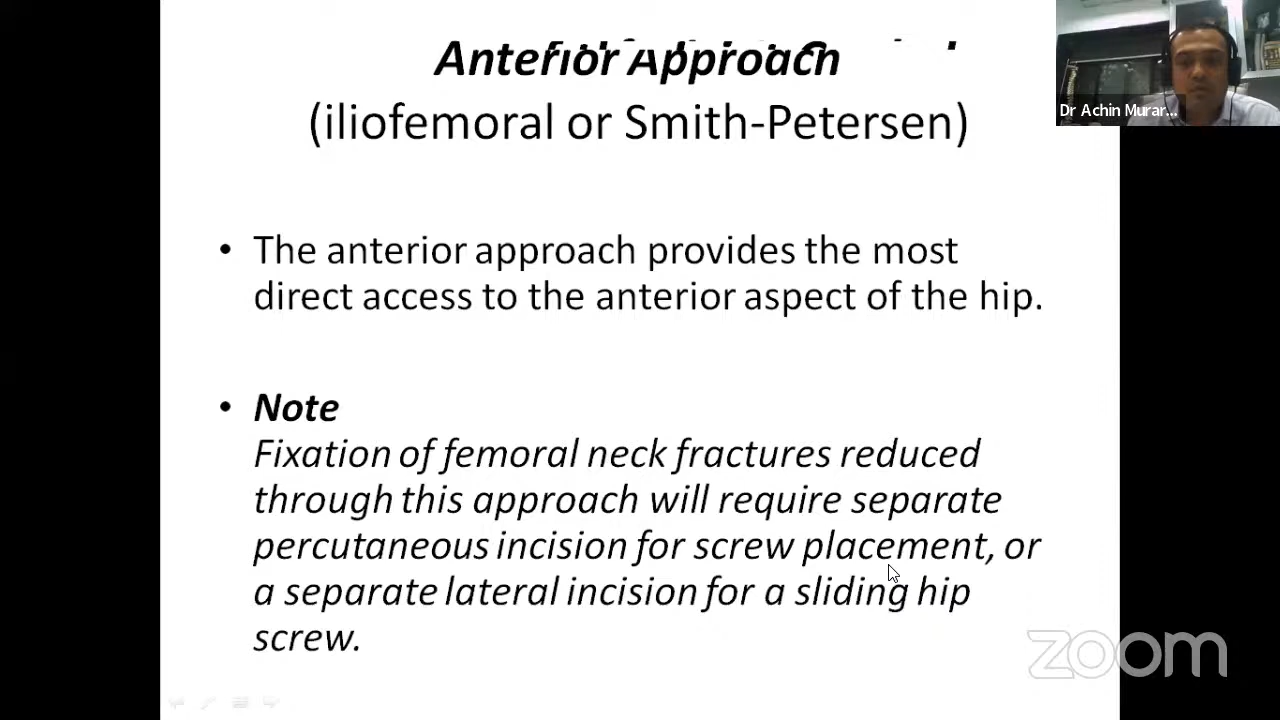 Anterior Approach
(iliofemoral or Smith-Petersen)
• The anterior approach provides the most
direct access to the anterior aspect of the hip.
• Note
Fixation of femoral neck fractures reduced
through this approach will require separate
percutaneous incision for screw placement, or
a separate lateral incision for a sliding hip
screw.
Dr Achin Murar...
zoom